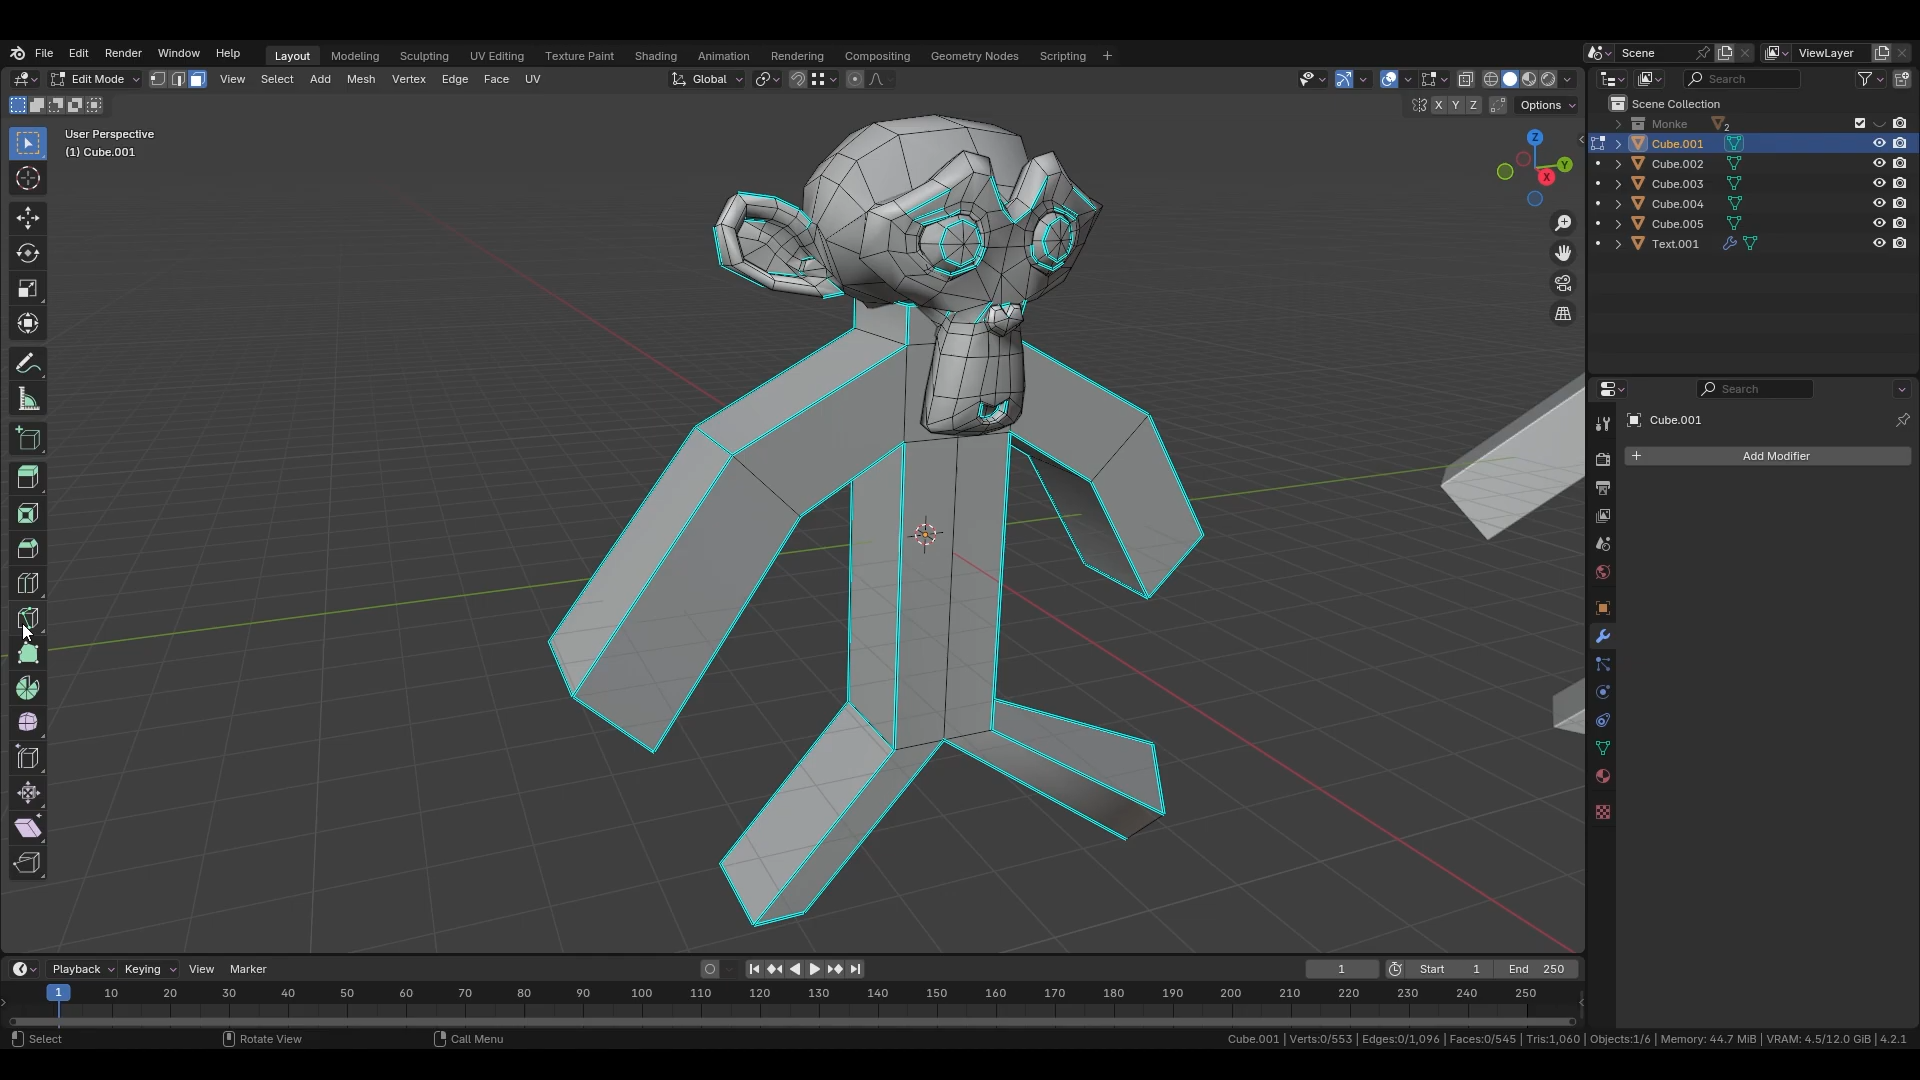 File Edit Render Window Help Layout Modeling Sculpting UV Editing Texture Paint Shading Animation Rendering Compositing Geometry Nodes Scripting + Scene ViewLayer
Edit Mode View Select Add Mesh Vertex Edge Face UV Global Search
X Y Z Options
Scene Collection
Monke 2
Cube.001
Cube.002
Cube.003
Cube.004
Cube.005
Text.001
User Perspective
(1) Cube.001
Z
Y
X
Search
Cube.001
+ Add Modifier
Playback Keying View Marker 1 Start 1 End 250
1 10 20 30 40 50 60 70 80 90 100 110 120 130 140 150 160 170 180 190 200 210 220 230 240 250
Select Rotate View Call Menu Cube.001 | Verts:0/553 | Edges:0/1,096 | Faces:0/545 | Tris:1,060 | Objects:1/6 | Memory: 44.7 MiB | VRAM: 4.5/12.0 GiB | 4.2.1